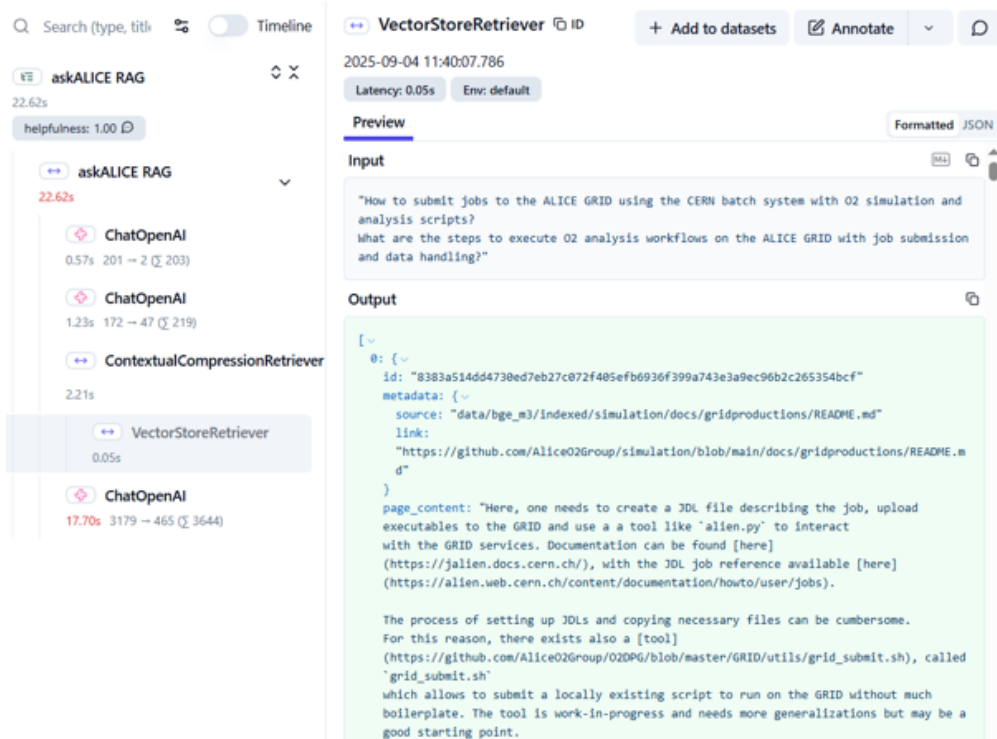 Search (type, title
Timeline
askALICE RAG
22.62s
helpfulness: 1.00
askALICE RAG
22.62s
ChatOpenAI
0.57s 201 → 2 (∑ 203)
ChatOpenAI
1.23s 172 → 47 (∑ 219)
ContextualCompressionRetriever
2.21s
VectorStoreRetriever
0.05s
ChatOpenAI
17.70s 3179 → 465 (∑ 3644)
VectorStoreRetriever ID
+ Add to datasets
Annotate
2025-09-04 11:40:07.786
Latency: 0.05s Env: default
Preview
Formatted JSON
Input
"How to submit jobs to the ALICE GRID using the CERN batch system with O2 simulation and
analysis scripts?
What are the steps to execute O2 analysis workflows on the ALICE GRID with job submission
and data handling?"
Output
[
0: {
id: "8383a514dd4730ed7eb27c072f405efb6936f399a743e3a9ec96b2c265354bcf"
metadata: {
source: "data/bge_m3/indexed/simulation/docs/gridproductions/README.md"
link:
"https://github.com/AliceO2Group/simulation/blob/main/docs/gridproductions/README.m
d"
}
page_content: "Here, one needs to create a JDL file describing the job, upload
executables to the GRID and use a a tool like `alien.py` to interact
with the GRID services. Documentation can be found [here]
(https://jalien.docs.cern.ch/), with the JDL job reference available [here]
(https://alien.web.cern.ch/content/documentation/howto/user/jobs).
The process of setting up JDLs and copying necessary files can be cumbersome.
For this reason, there exists also a [tool]
(https://github.com/AliceO2Group/O2DPG/blob/master/GRID/utils/grid_submit.sh), called
`grid_submit.sh`
which allows to submit a locally existing script to run on the GRID without much
boilerplate. The tool is work-in-progress and needs more generalizations but may be a
good starting point.